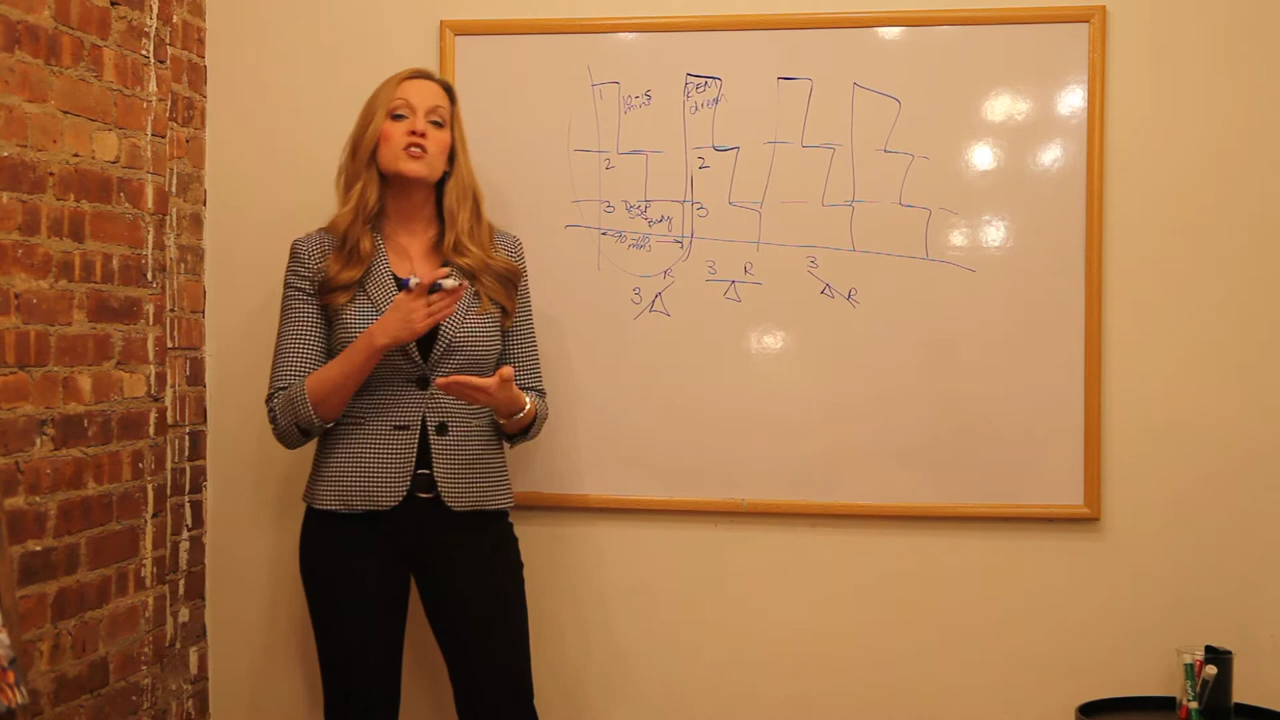 1
10-15
mins
REM
dream
2
2
3
Deep
Body
3
90-110
mins
3 R
3 R
3 R